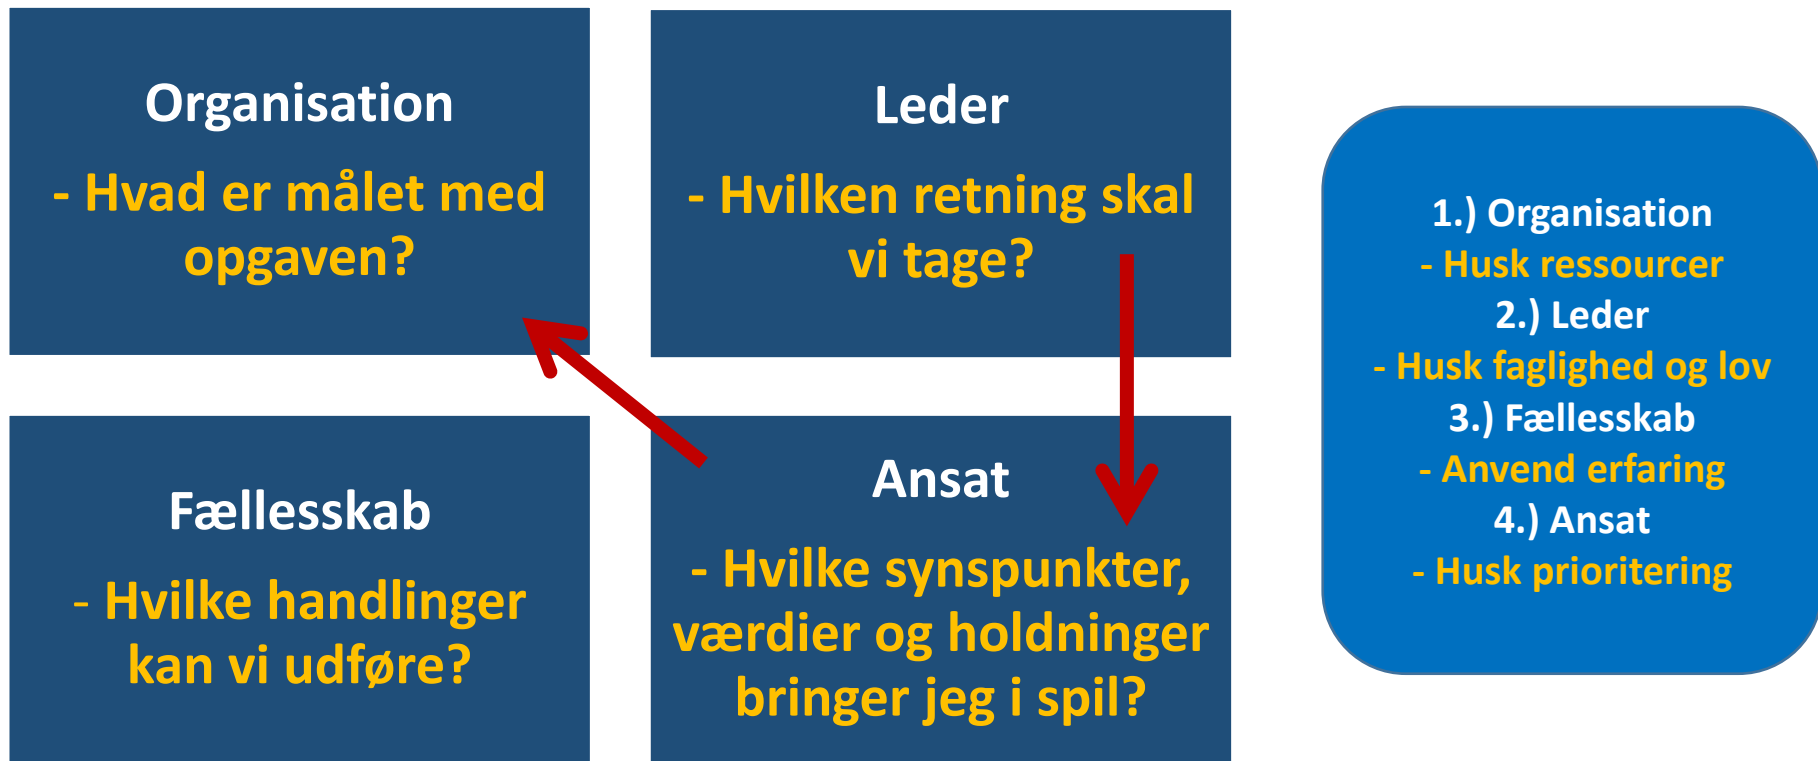 Organisation
- Hvad er målet med
opgaven?
Leder
- Hvilken retning skal
vi tage?
Fællesskab
- Hvilke handlinger
kan vi udføre?
Ansat
- Hvilke synspunkter,
værdier og holdninger
bringer jeg i spil?
1.) Organisation
- Husk ressourcer
2.) Leder
- Husk faglighed og lov
3.) Fællesskab
- Anvend erfaring
4.) Ansat
- Husk prioritering